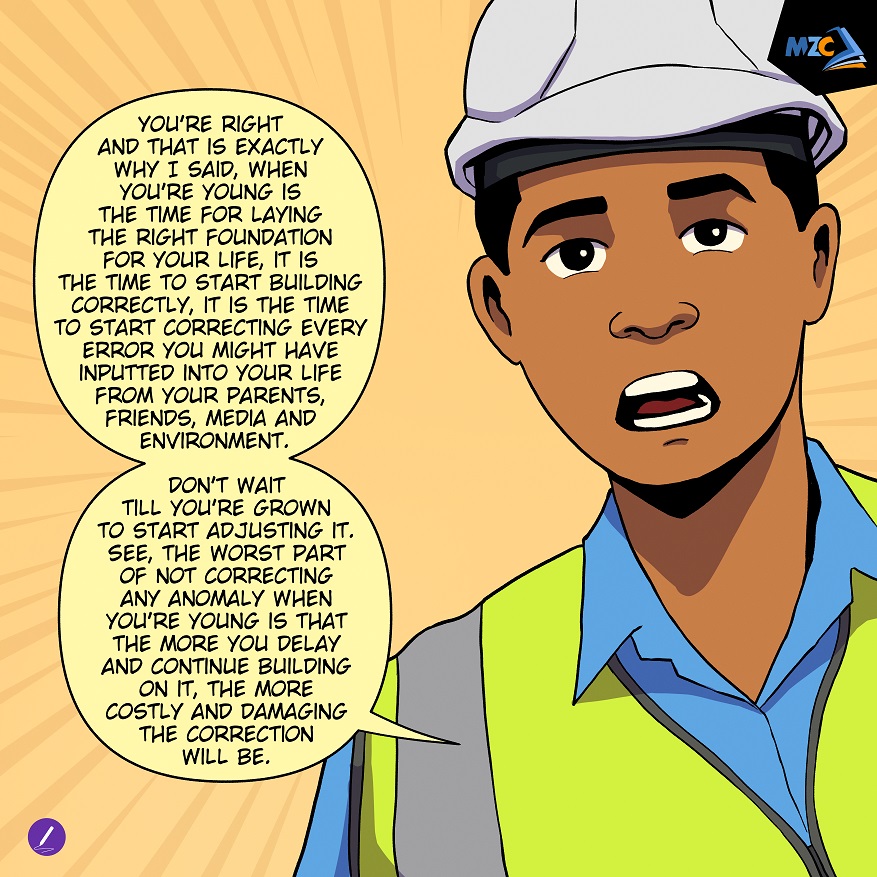 MZC
YOU'RE RIGHT
AND THAT IS EXACTLY
WHY I SAID, WHEN
YOU'RE YOUNG IS
THE TIME FOR LAYING
THE RIGHT FOUNDATION
FOR YOUR LIFE, IT IS
THE TIME TO START BUILDING
CORRECTLY, IT IS THE TIME
TO START CORRECTING EVERY
ERROR YOU MIGHT HAVE
INPUTTED INTO YOUR LIFE
FROM YOUR PARENTS,
FRIENDS, MEDIA AND
ENVIRONMENT.
DON'T WAIT
TILL YOU'RE GROWN
TO START ADJUSTING IT.
SEE, THE WORST PART
OF NOT CORRECTING
ANY ANOMALY WHEN
YOU'RE YOUNG IS THAT
THE MORE YOU DELAY
AND CONTINUE BUILDING
ON IT, THE MORE
COSTLY AND DAMAGING
THE CORRECTION
WILL BE.